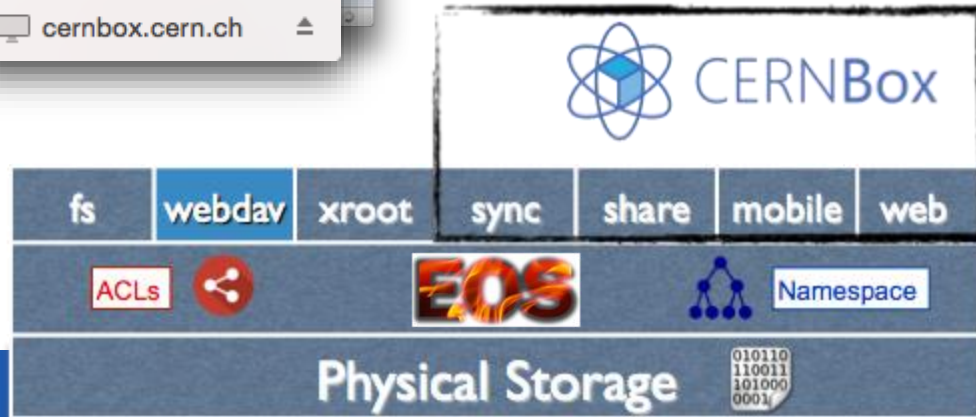 cernbox.cern.ch
CERNBox
fs webdav xroot sync share mobile web
ACLs EOS Namespace
Physical Storage
010110
110011
101000
0001